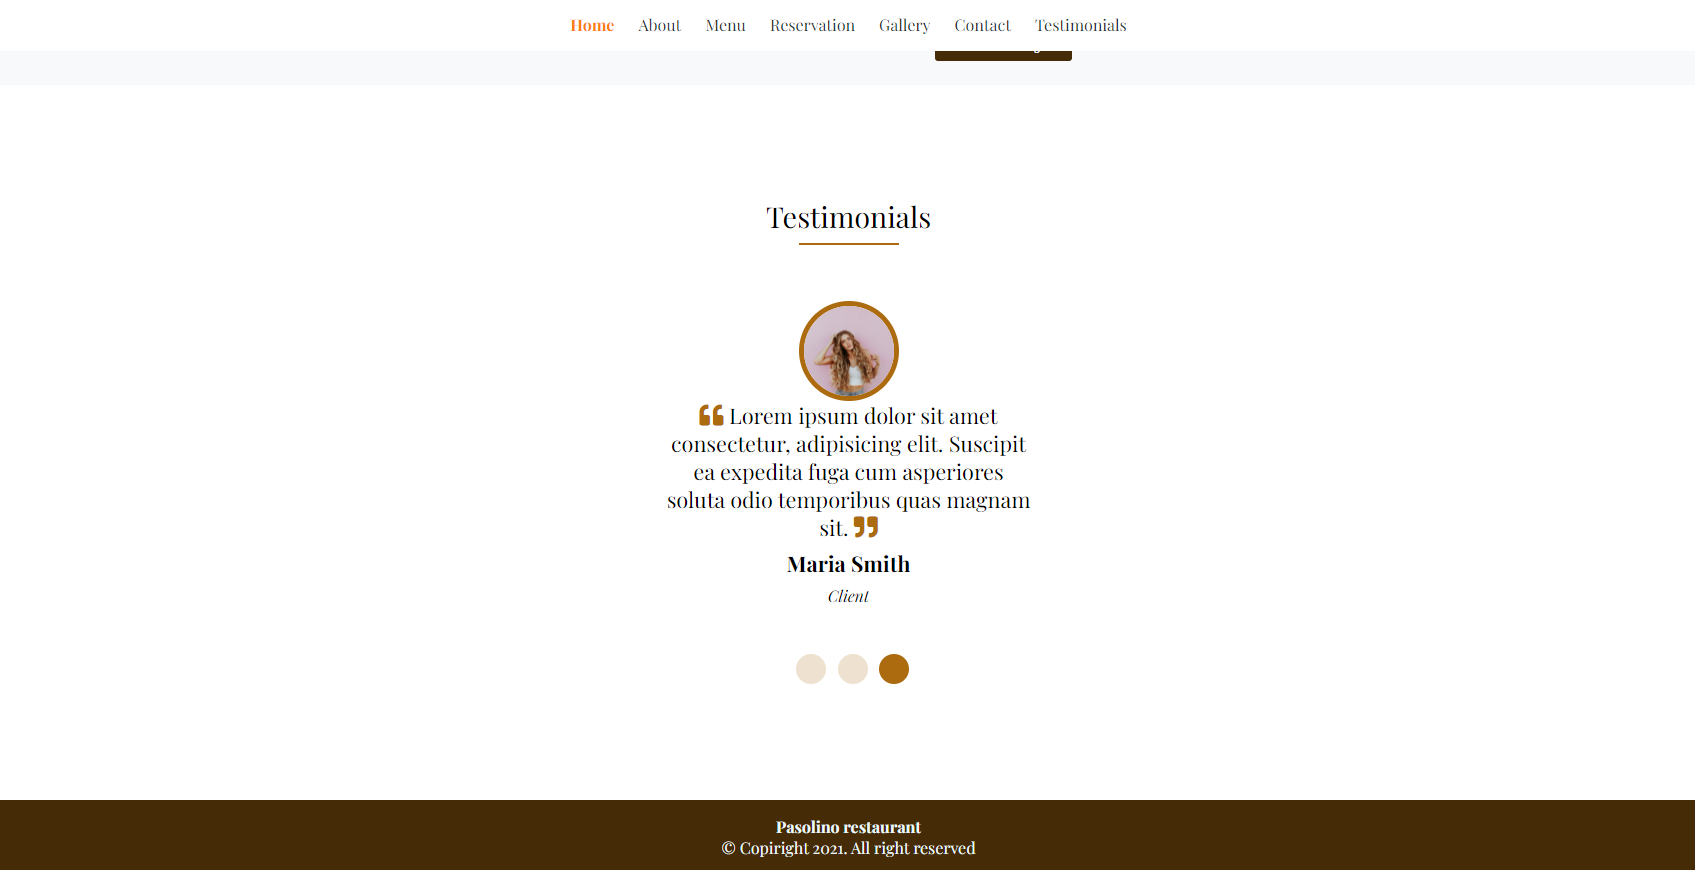 Home About Menu Reservation Gallery Contact Testimonials
Testimonials
“ Lorem ipsum dolor sit amet
consectetur, adipisicing elit. Suscipit
ea expedita fuga cum asperiores
soluta odio temporibus quas magnam
sit. ”
Maria Smith
Client
Pasolino restaurant
© Copiright 2021. All right reserved